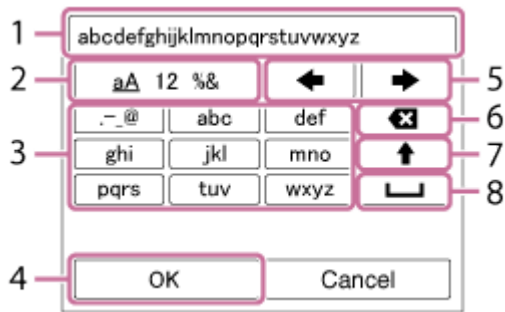 1 abcdefghijklmnopqrstuvwxyz
2 aA 12 %& 5
.-_@ abc def 6
3 ghi jkl mno 7
pqrs tuv wxyz 8
4 OK Cancel